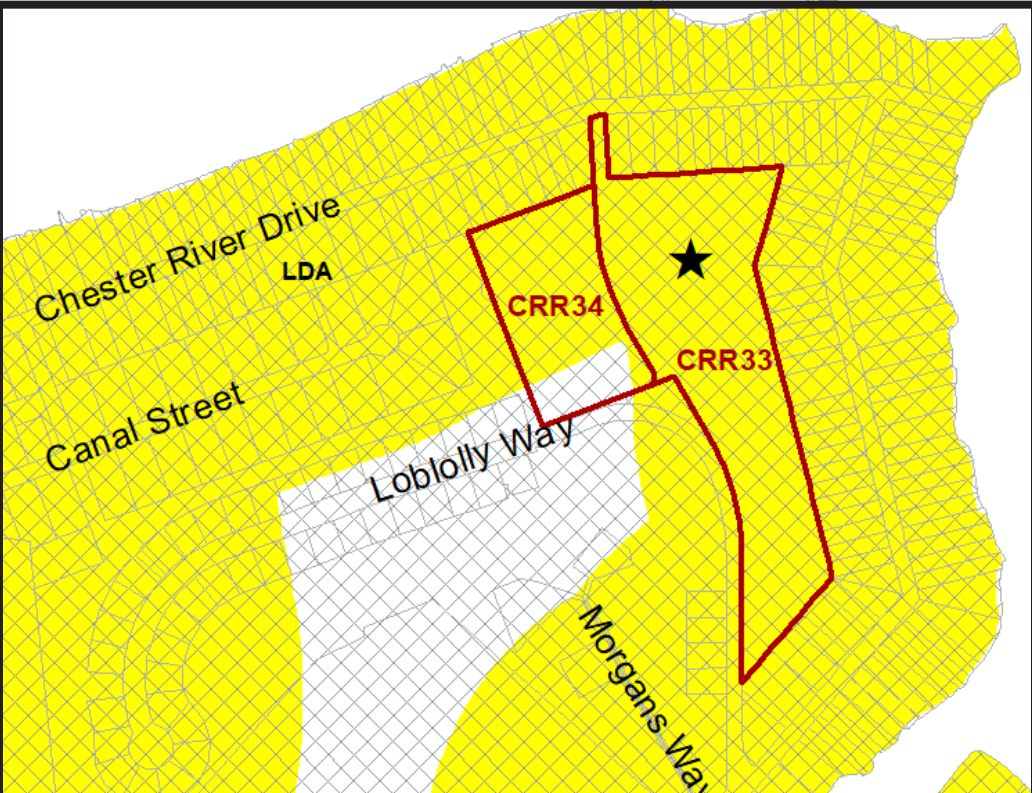 Chester River Drive
LDA
CRR34
CRR33
Canal Street
Loblolly Way
Morgans Way